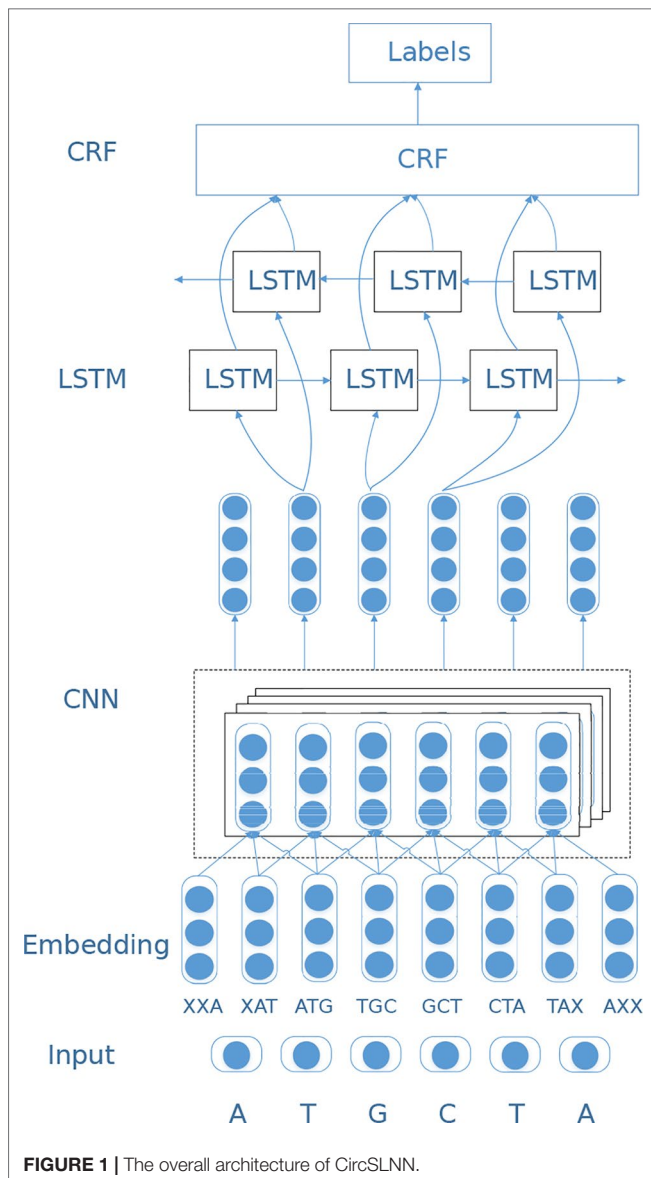 Labels
CRF CRF
LSTM LSTM LSTM
LSTM LSTM LSTM LSTM
CNN
Embedding
XXA XAT ATG TGC GCT CTA TAX AXX
Input
A T G C T A
FIGURE 1 | The overall architecture of CircSLNN.